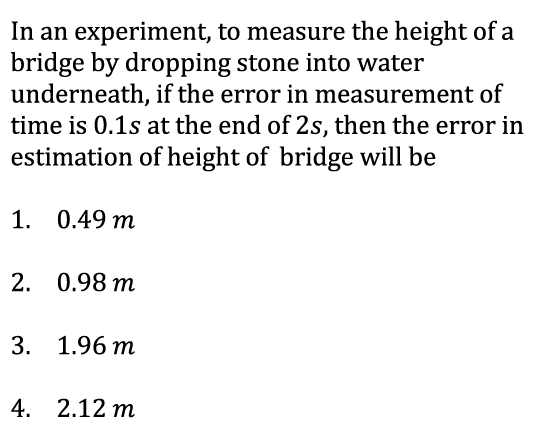 In an experiment, to measure the height of a
bridge by dropping stone into water
underneath, if the error in measurement of
time is 0.1s at the end of 2s, then the error in
estimation of height of bridge will be
1. 0.49 m
2. 0.98 m
3. 1.96 m
4. 2.12 m